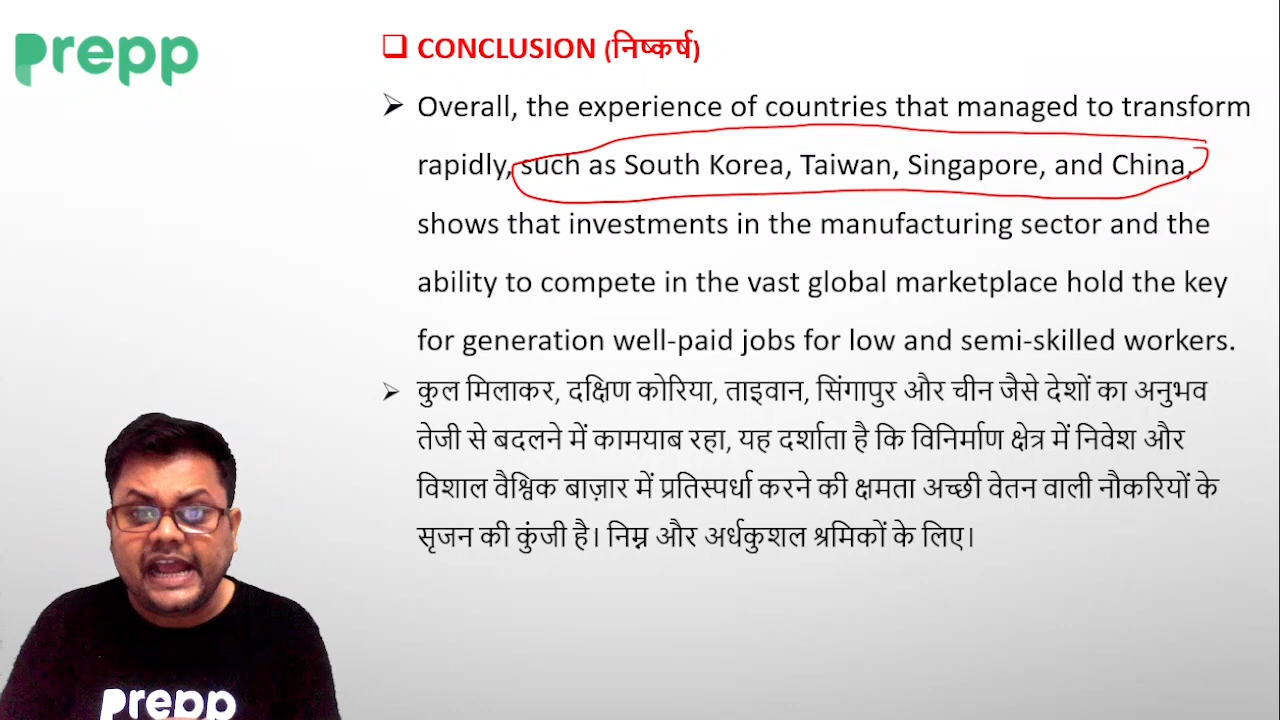 prepp
CONCLUSION (निष्कर्ष)
Overall, the experience of countries that managed to transform
rapidly, such as South Korea, Taiwan, Singapore, and China,
shows that investments in the manufacturing sector and the
ability to compete in the vast global marketplace hold the key
for generation well-paid jobs for low and semi-skilled workers.
कुल मिलाकर, दक्षिण कोरिया, ताइवान, सिंगापुर और चीन जैसे देशों का अनुभव
तेजी से बदलने में कामयाब रहा, यह दर्शाता है कि विनिर्माण क्षेत्र में निवेश और
विशाल वैश्विक बाज़ार में प्रतिस्पर्धा करने की क्षमता अच्छी वेतन वाली नौकरियों के
सृजन की कुंजी है। निम्न और अर्धकुशल श्रमिकों के लिए।
prepp